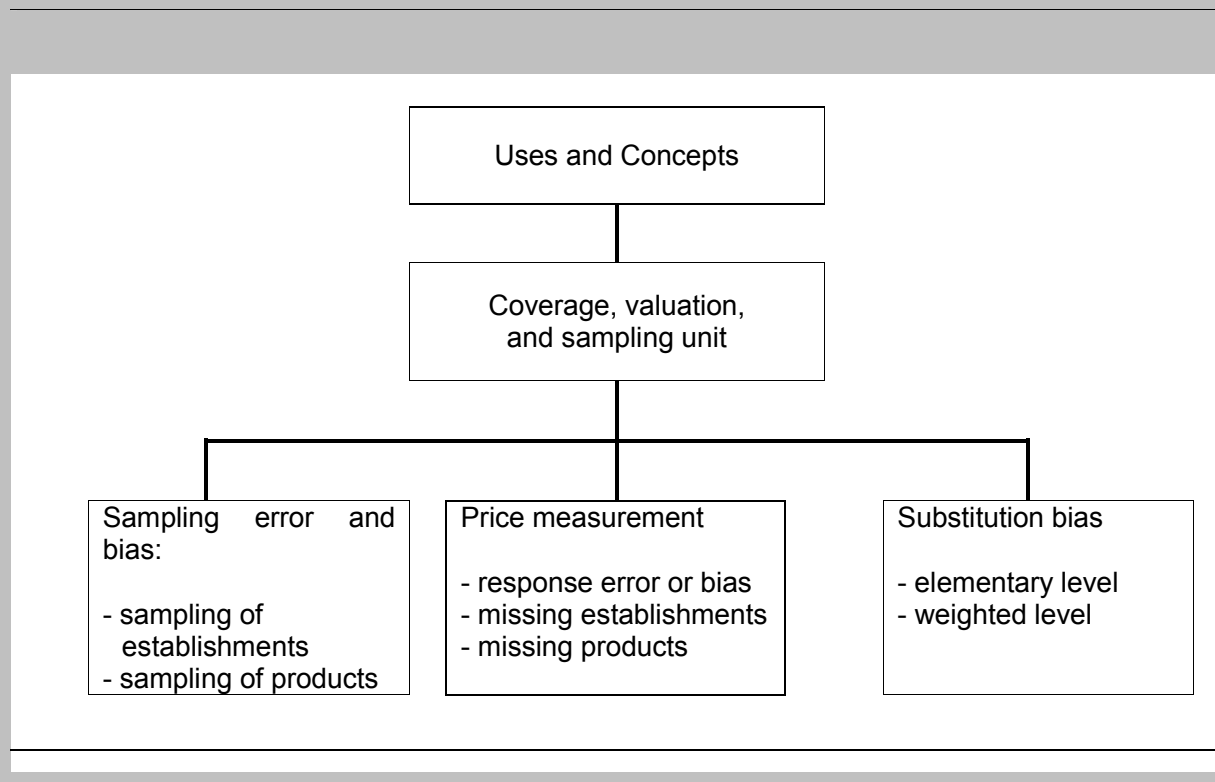 Uses and Concepts
Coverage, valuation,
and sampling unit
Sampling error and
bias:
- sampling of
establishments
- sampling of products
Price measurement
- response error or bias
- missing establishments
- missing products
Substitution bias
- elementary level
- weighted level